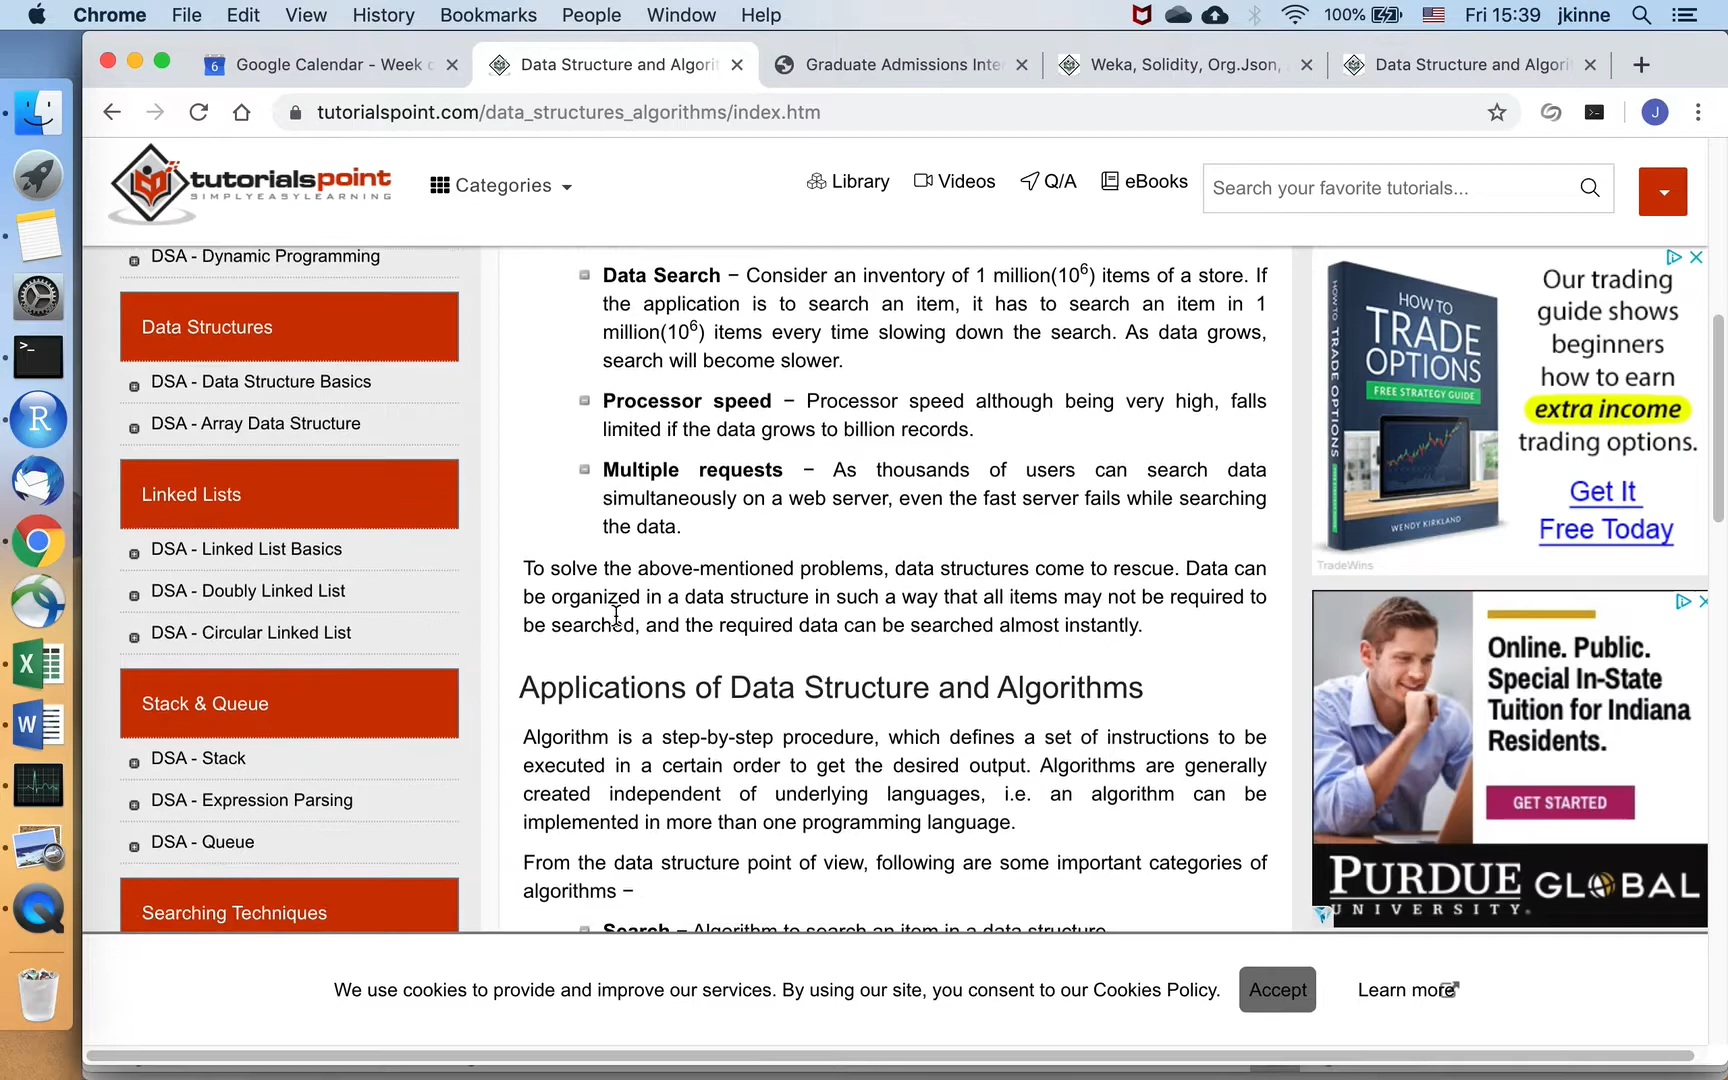 Chrome File Edit View History Bookmarks People Window Help 100% Fri 15:39 jkinne
6 Google Calendar - Week
Data Structure and Algorit
Graduate Admissions Inte
Weka, Solidity, Org.Json,
Data Structure and Algori
tutorialspoint.com/data_structures_algorithms/index.htm
J
tutorialspoint
SIMPLYEASYLEARNING
Categories
Library Videos Q/A eBooks
Search your favorite tutorials...
DSA - Dynamic Programming
Data Structures
DSA - Data Structure Basics
DSA - Array Data Structure
Linked Lists
DSA - Linked List Basics
DSA - Doubly Linked List
DSA - Circular Linked List
Stack & Queue
DSA - Stack
DSA - Expression Parsing
DSA - Queue
Searching Techniques
Data Search − Consider an inventory of 1 million(10⁶) items of a store. If
the application is to search an item, it has to search an item in 1
million(10⁶) items every time slowing down the search. As data grows,
search will become slower.
Processor speed − Processor speed although being very high, falls
limited if the data grows to billion records.
Multiple requests − As thousands of users can search data
simultaneously on a web server, even the fast server fails while searching
the data.
To solve the above-mentioned problems, data structures come to rescue. Data can
be organized in a data structure in such a way that all items may not be required to
be searched, and the required data can be searched almost instantly.
Applications of Data Structure and Algorithms
Algorithm is a step-by-step procedure, which defines a set of instructions to be
executed in a certain order to get the desired output. Algorithms are generally
created independent of underlying languages, i.e. an algorithm can be
implemented in more than one programming language.
From the data structure point of view, following are some important categories of
algorithms −
Search − Algorithm to search an item in a data structure.
HOW TO TRADE OPTIONS
HOW TO
TRADE
OPTIONS
FREE STRATEGY GUIDE
WENDY KIRKLAND
TradeWins
Our trading
guide shows
beginners
how to earn
extra income
trading options.
Get It
Free Today
Online. Public.
Special In-State
Tuition for Indiana
Residents.
GET STARTED
PURDUE GLOBAL
UNIVERSITY
We use cookies to provide and improve our services. By using our site, you consent to our Cookies Policy. Accept Learn more
>_
R
X
W